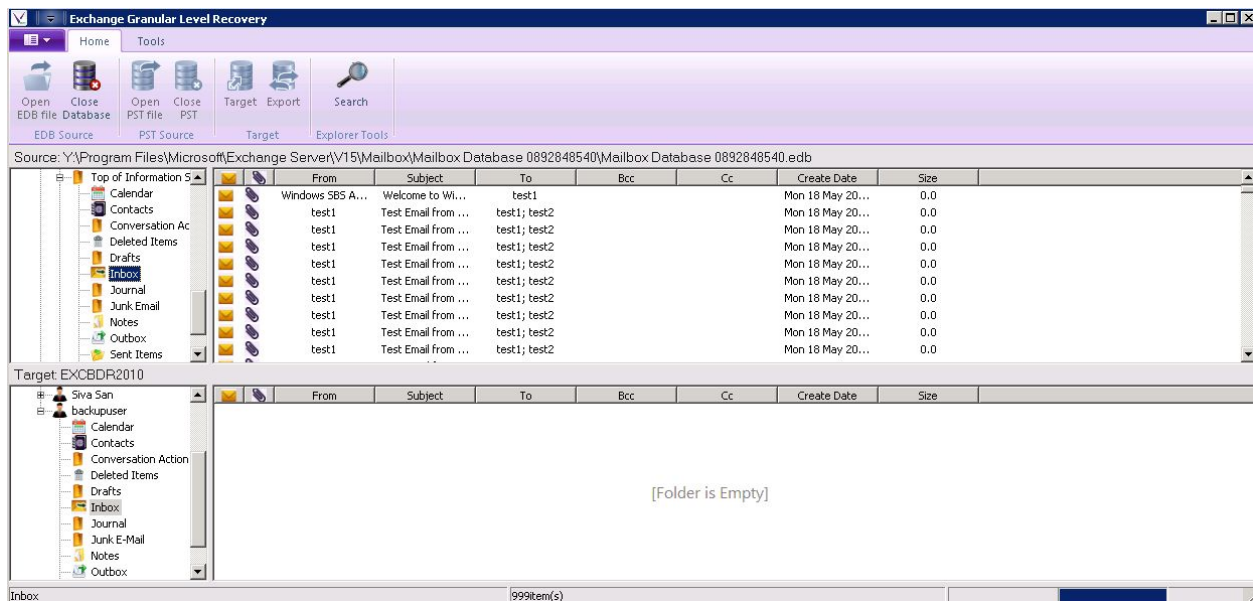 Exchange Granular Level Recovery
Home Tools
Open EDB file Close Database Open PST file Close PST Target Export Search
EDB Source PST Source Target Explorer Tools
Source: Y:\Program Files\Microsoft\Exchange Server\V15\Mailbox\Mailbox Database 0892848540\Mailbox Database 0892848540.edb
Top of Information S
Calendar
Contacts
Conversation Ac
Deleted Items
Drafts
Inbox
Journal
Junk Email
Notes
Outbox
Sent Items
From Subject To Bcc Cc Create Date Size
Windows SBS A... Welcome to Wi... test1 Mon 18 May 20... 0.0
test1 Test Email from ... test1; test2 Mon 18 May 20... 0.0
test1 Test Email from ... test1; test2 Mon 18 May 20... 0.0
test1 Test Email from ... test1; test2 Mon 18 May 20... 0.0
test1 Test Email from ... test1; test2 Mon 18 May 20... 0.0
test1 Test Email from ... test1; test2 Mon 18 May 20... 0.0
test1 Test Email from ... test1; test2 Mon 18 May 20... 0.0
test1 Test Email from ... test1; test2 Mon 18 May 20... 0.0
test1 Test Email from ... test1; test2 Mon 18 May 20... 0.0
test1 Test Email from ... test1; test2 Mon 18 May 20... 0.0
Target: EXCBDR2010
Siva San
backupuser
Calendar
Contacts
Conversation Action
Deleted Items
Drafts
Inbox
Journal
Junk E-Mail
Notes
Outbox
From Subject To Bcc Cc Create Date Size
[Folder is Empty]
Inbox 999item(s)